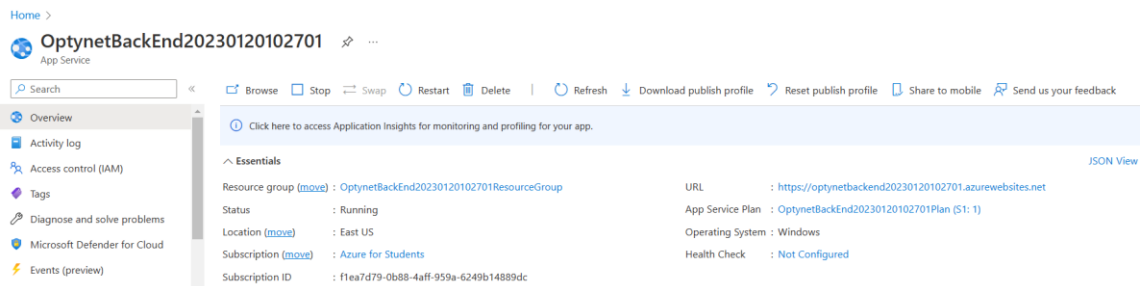 Home >
OptynetBackEnd20230120102701
App Service
Search
Browse Stop Swap Restart Delete Refresh Download publish profile Reset publish profile Share to mobile Send us your feedback
Overview
Activity log
Access control (IAM)
Tags
Diagnose and solve problems
Microsoft Defender for Cloud
Events (preview)
Click here to access Application Insights for monitoring and profiling for your app.
Essentials
JSON View
Resource group (move) : OptynetBackEnd20230120102701ResourceGroup
Status : Running
Location (move) : East US
Subscription (move) : Azure for Students
Subscription ID : f1ea7d79-0b88-4aff-959a-6249b14889dc
URL : https://optynetbackend20230120102701.azurewebsites.net
App Service Plan : OptynetBackEnd20230120102701Plan (S1: 1)
Operating System : Windows
Health Check : Not Configured